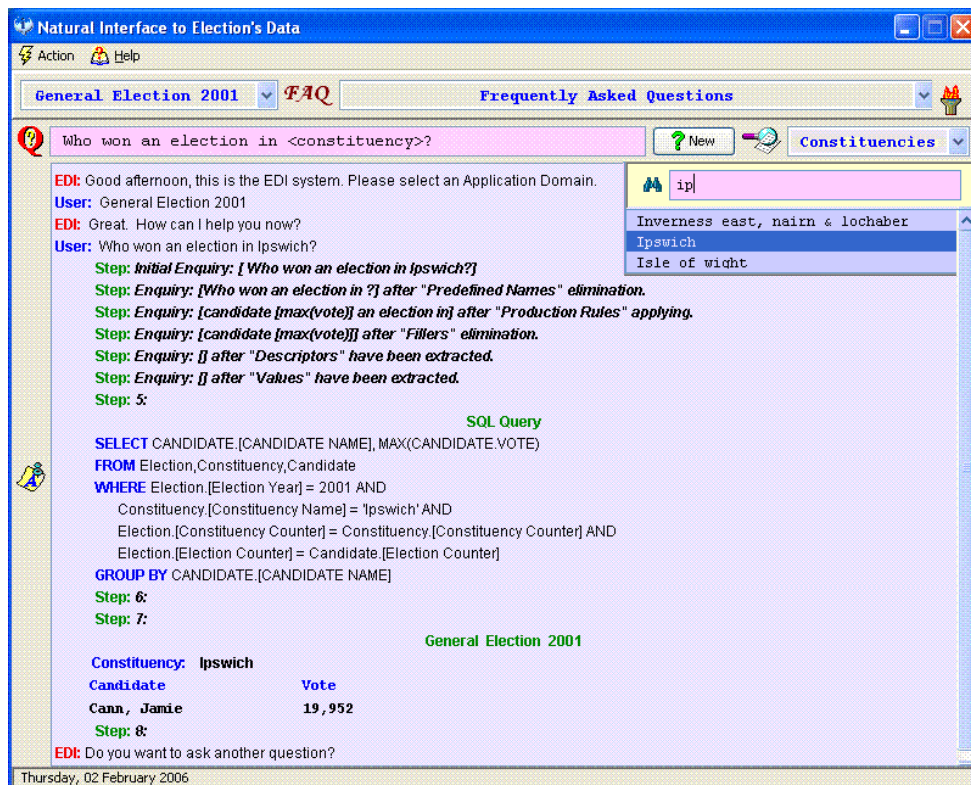 Natural Interface to Election's Data
Action Help
General Election 2001 FAQ Frequently Asked Questions
Who won an election in <constituency>? ? New Constituencies
EDI: Good afternoon, this is the EDI system. Please select an Application Domain.
ip
User: General Election 2001
EDI: Great. How can I help you now?
Inverness east, nairn & lochaber
User: Who won an election in Ipswich?
Ipswich
Step: Initial Enquiry: [ Who won an election in Ipswich?]
Isle of wight
Step: Enquiry: [Who won an election in ?] after "Predefined Names" elimination.
Step: Enquiry: [candidate [max(vote)] an election in] after "Production Rules" applying.
Step: Enquiry: [candidate [max(vote)]] after "Fillers" elimination.
Step: Enquiry: [] after "Descriptors" have been extracted.
Step: Enquiry: [] after "Values" have been extracted.
Step: 5:
SQL Query
SELECT CANDIDATE.[CANDIDATE NAME], MAX(CANDIDATE.VOTE)
FROM Election,Constituency,Candidate
WHERE Election.[Election Year] = 2001 AND
Constituency.[Constituency Name] = 'Ipswich' AND
Election.[Constituency Counter] = Constituency.[Constituency Counter] AND
Election.[Election Counter] = Candidate.[Election Counter]
GROUP BY CANDIDATE.[CANDIDATE NAME]
Step: 6:
Step: 7:
General Election 2001
Constituency: Ipswich
Candidate Vote
Cann, Jamie 19,952
Step: 8:
EDI: Do you want to ask another question?
Thursday, 02 February 2006